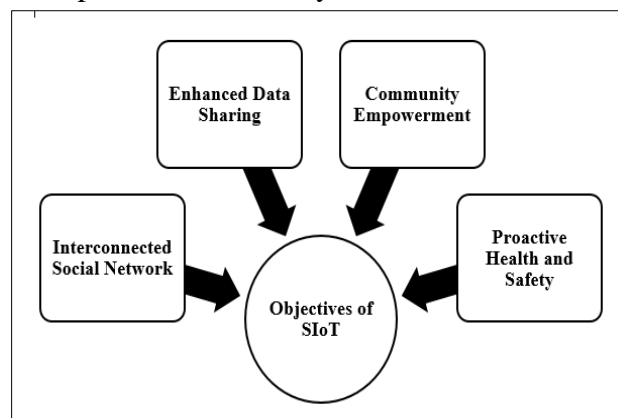 Enhanced Data
Sharing
Community
Empowerment
Interconnected
Social Network
Proactive
Health and
Safety
Objectives of
SIoT